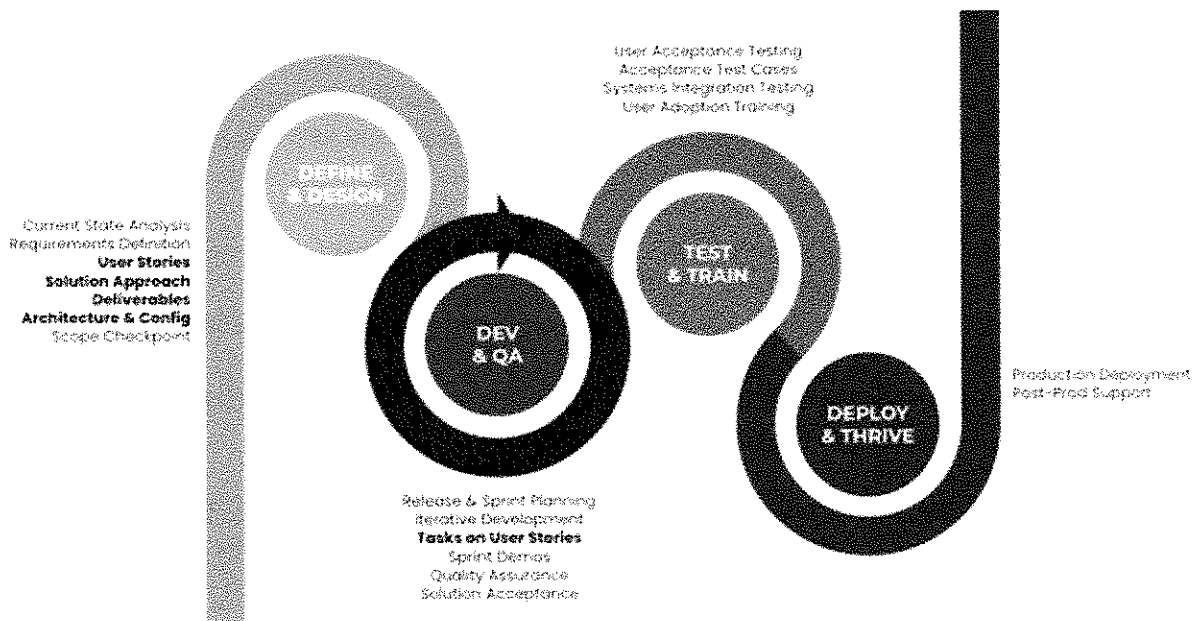 DEFINE
& DESIGN
Current State Analysis
Requirements Definition
User Stories
Solution Approach
Deliverables
Architecture & Config
Scope Checkpoint
DEV
& QA
Release & Sprint Planning
Iterative Development
Tasks on User Stories
Sprint Demos
Quality Assurance
Solution Acceptance
User Acceptance Testing
Acceptance Test Cases
Systems Integration Testing
User Adoption Training
TEST
& TRAIN
DEPLOY
& THRIVE
Production Deployment
Post-Prod Support